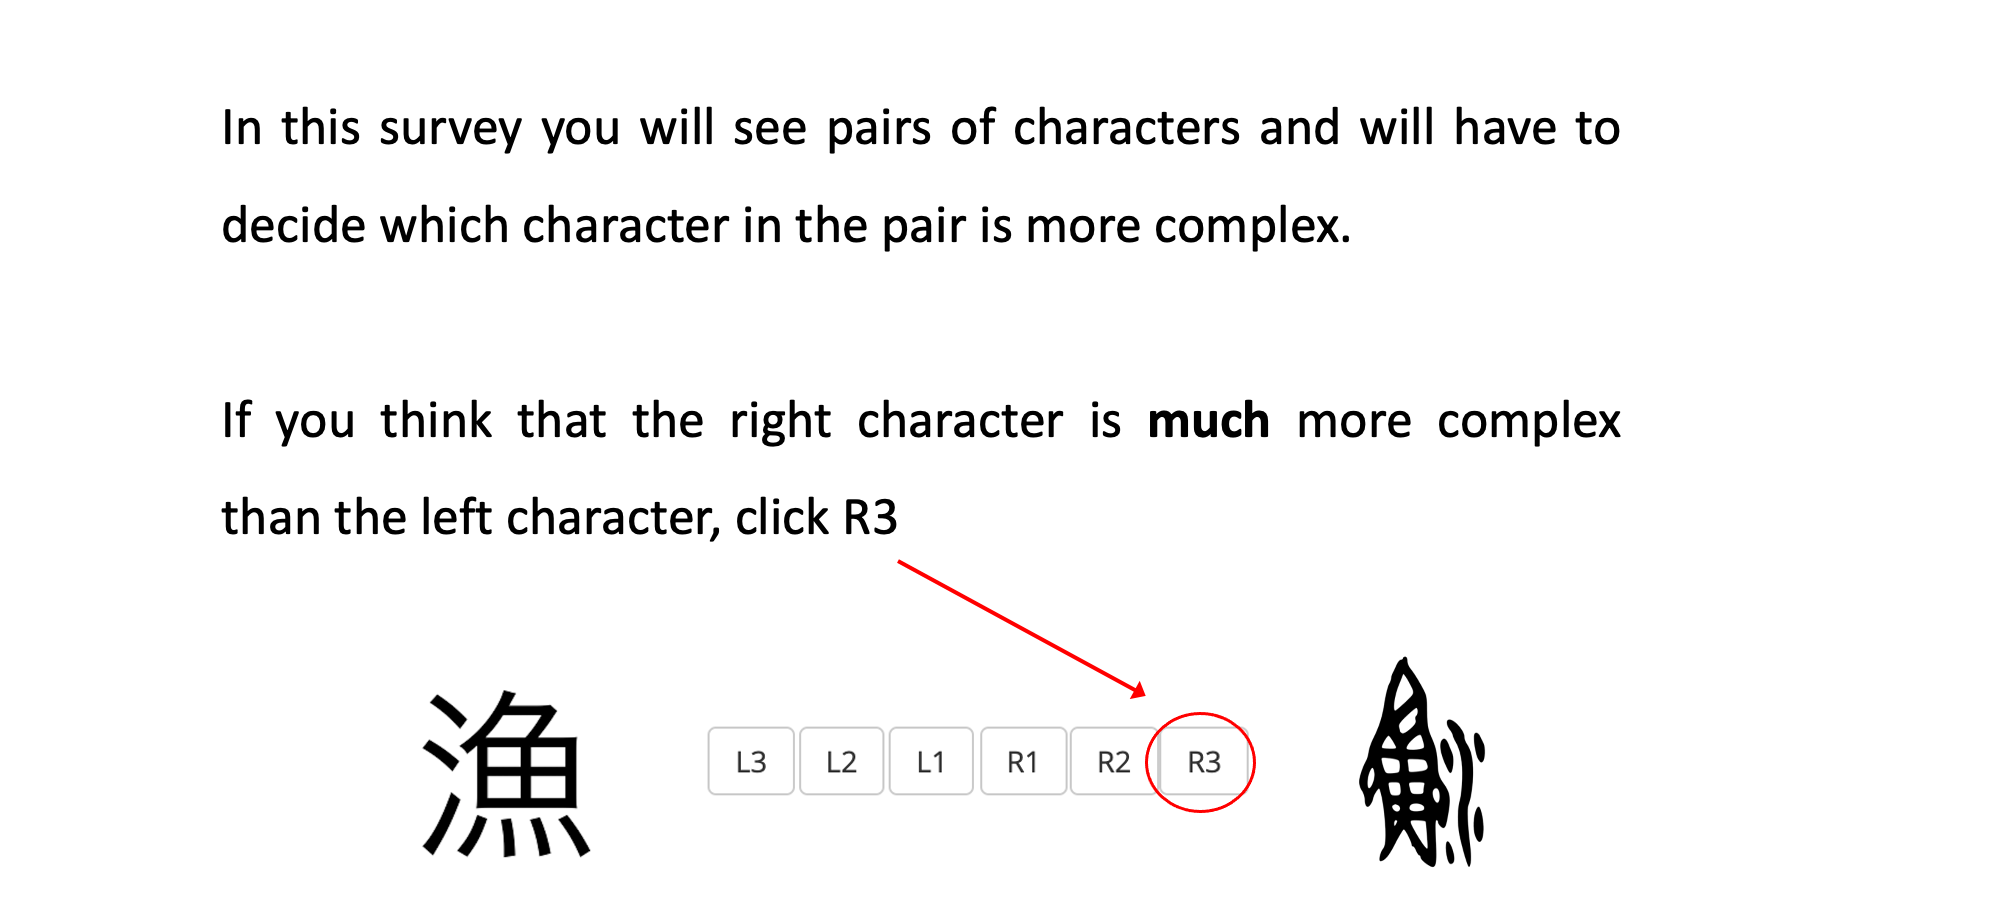 In this survey you will see pairs of characters and will have to
decide which character in the pair is more complex.
If you think that the right character is much more complex
than the left character, click R3
漁 L3 L2 L1 R1 R2 R3